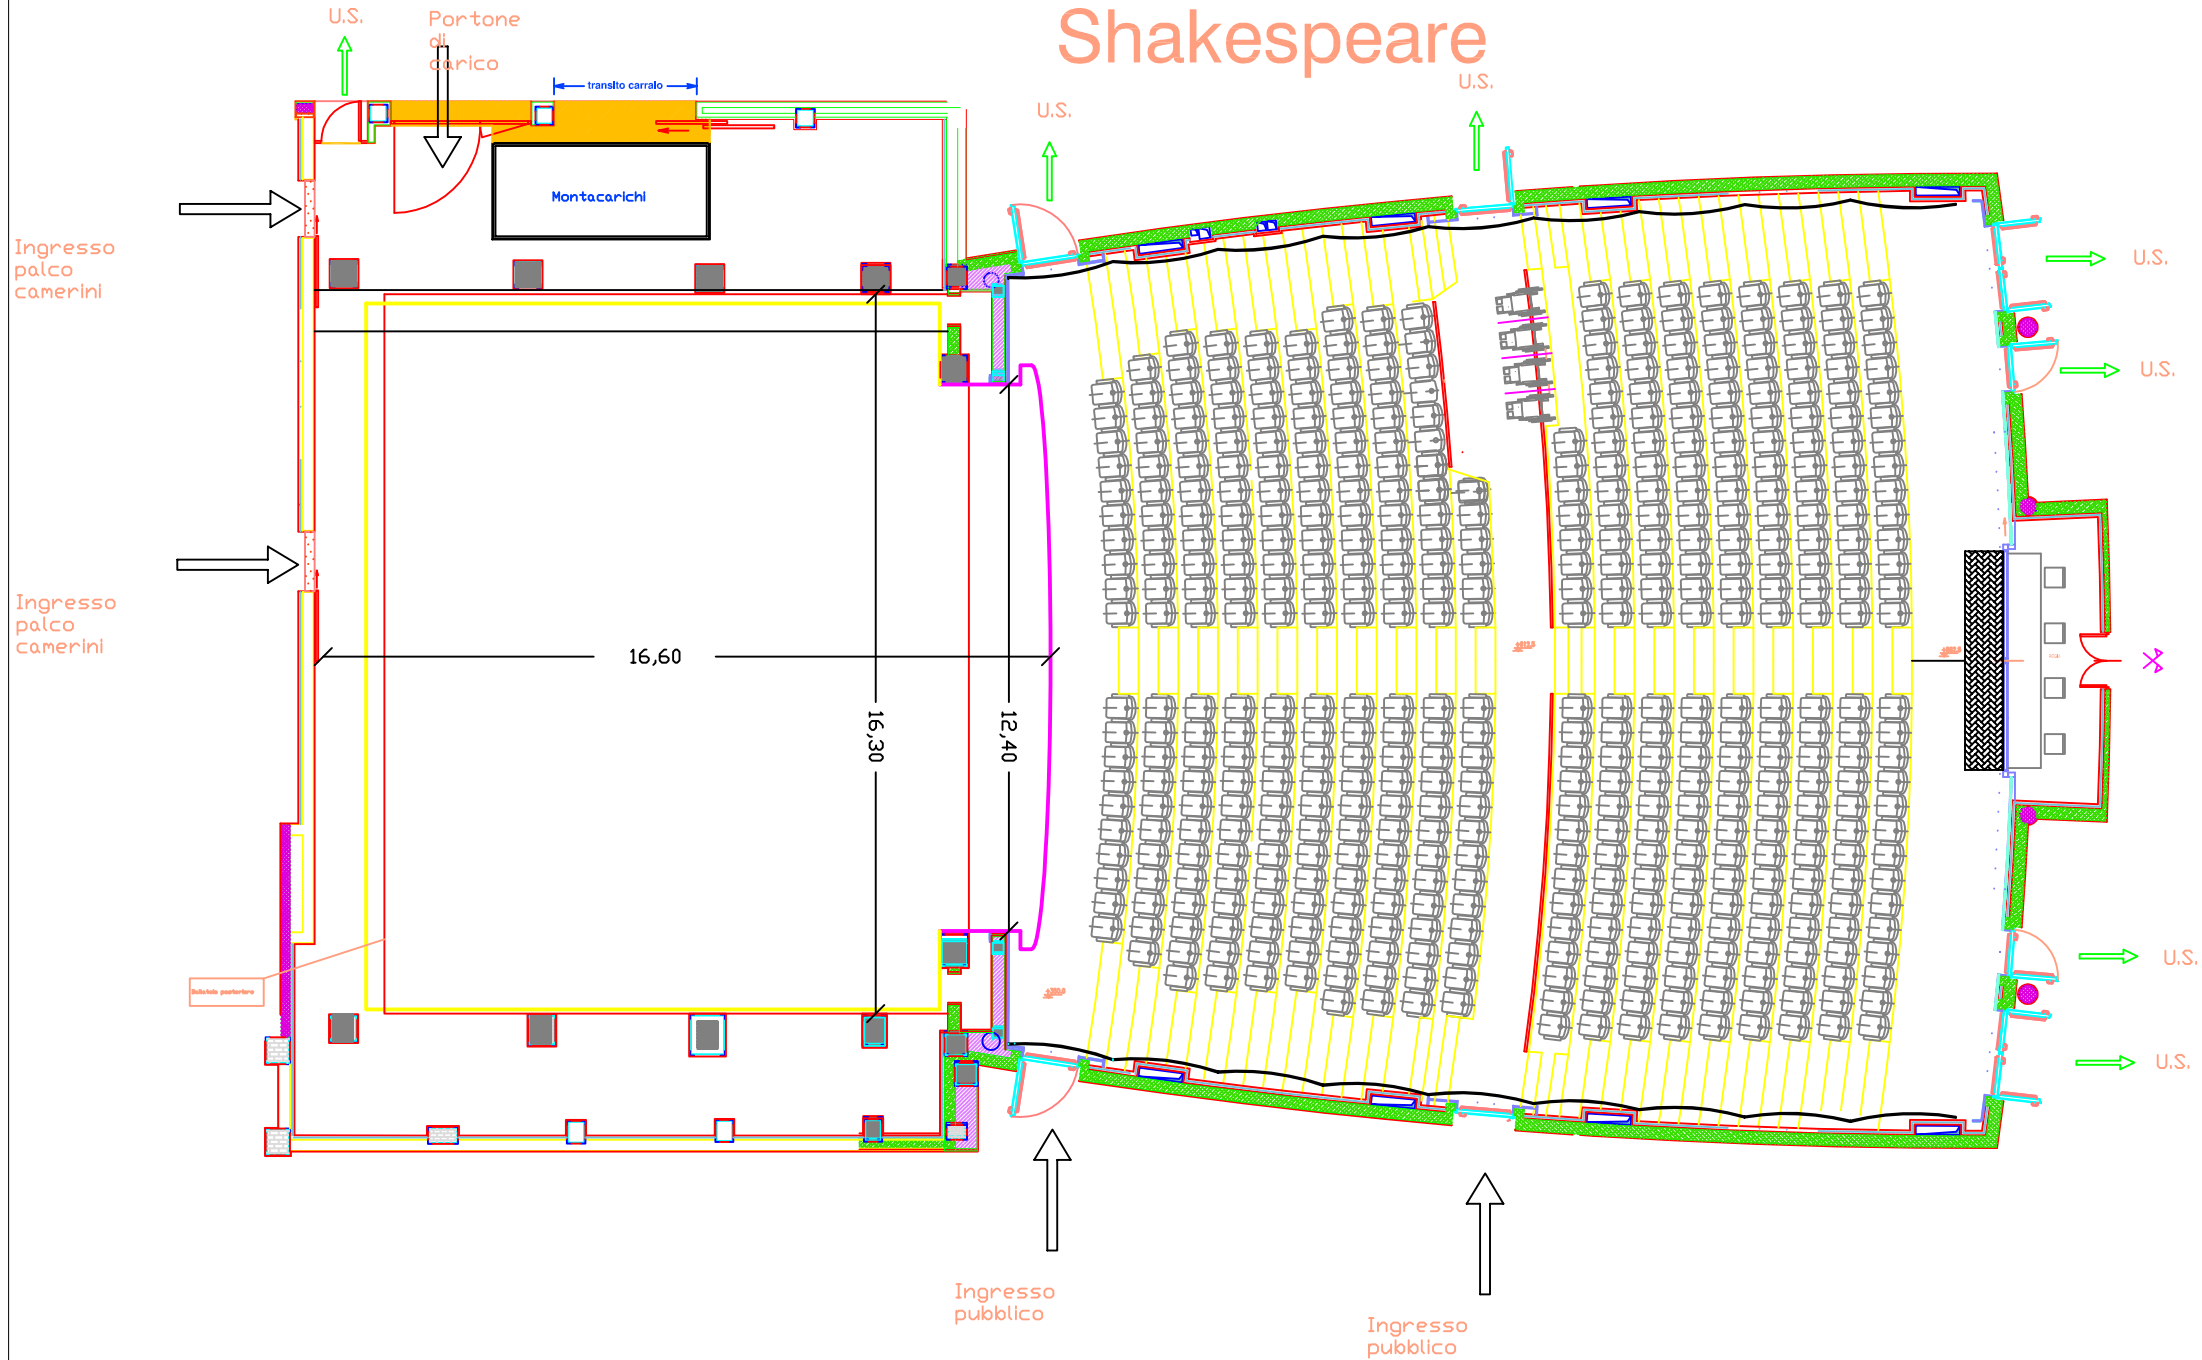 Shakespeare
U.S.
Portone
di
carico
transito carraio
U.S.
U.S.
Montacarichi
Ingresso
palco
camerini
U.S.
U.S.
Ingresso
palco
camerini
16,60
16,30
12,40
U.S.
U.S.
Ingresso
pubblico
Ingresso
pubblico